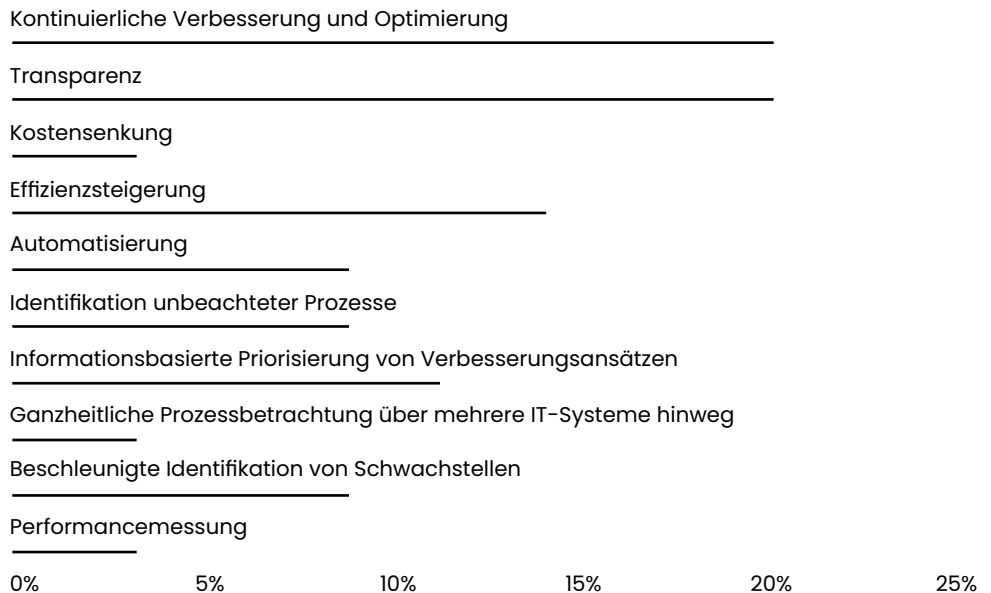 Kontinuierliche Verbesserung und Optimierung
Transparenz
Kostensenkung
Effizienzsteigerung
Automatisierung
Identifikation unbeachteter Prozesse
Informationsbasierte Priorisierung von Verbesserungsansätzen
Ganzheitliche Prozessbetrachtung über mehrere IT-Systeme hinweg
Beschleunigte Identifikation von Schwachstellen
Performancemessung
0% 5% 10% 15% 20% 25%